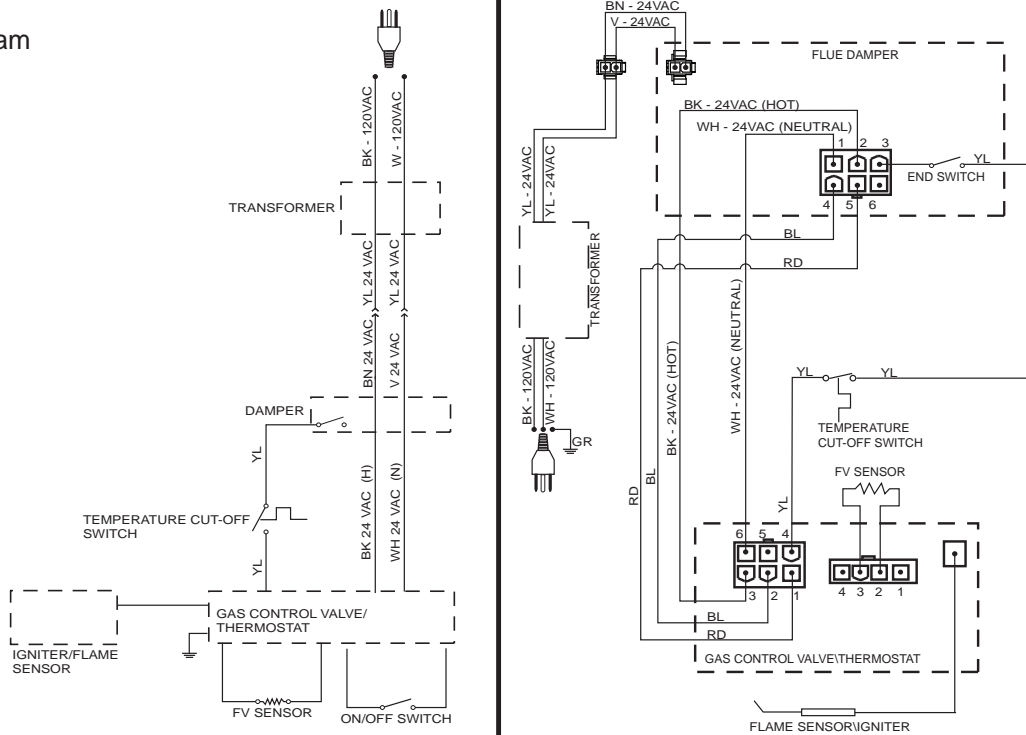 am
BK - 120VAC
W - 120VAC
TRANSFORMER
YL 24 VAC
YL 24 VAC
BN 24 VAC
V 24 VAC
DAMPER
YL
BK 24 VAC (H)
WH 24 VAC (N)
TEMPERATURE CUT-OFF
SWITCH
YL
GAS CONTROL VALVE/
THERMOSTAT
IGNITER/FLAME
SENSOR
FV SENSOR
ON/OFF SWITCH
BN - 24VAC
V - 24VAC
FLUE DAMPER
BK - 24VAC (HOT)
WH - 24VAC (NEUTRAL)
1 2 3
END SWITCH
YL
4 5 6
YL - 24VAC
YL - 24VAC
BL
RD
TRANSFORMER
BK - 120VAC
WH - 120VAC
GR
BK - 24VAC (HOT)
WH - 24VAC (NEUTRAL)
YL
YL
TEMPERATURE
CUT-OFF SWITCH
FV SENSOR
RD
BL
YL
6 5 4
3 2 1
4 3 2 1
BL
RD
GAS CONTROL VALVE\THERMOSTAT
FLAME SENSOR\IGNITER